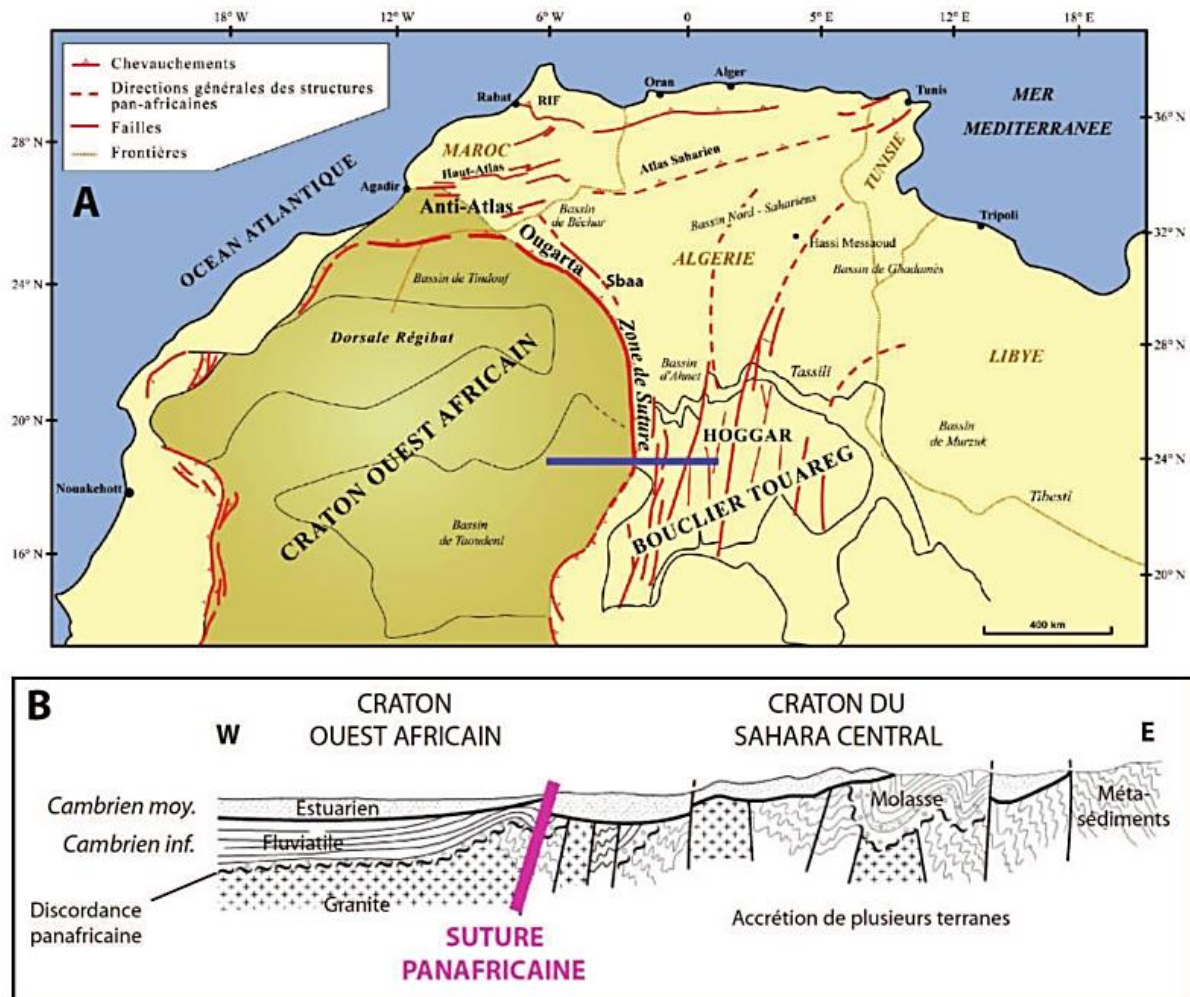 18° W 12° W 6° W 0 5° E 12° E 18° E
Chevauchements
Directions générales des structures
pan-africaines
Failles
Frontières
A
28° N
24° N
20° N
16° N
36° N
32° N
28° N
24° N
20° N
MER
MEDITERRANEE
OCEAN ATLANTIQUE
Rabat
RIF
Oran
Alger
Tunis
MAROC
Haut-Atlas
Atlas Saharien
TUNISIE
Agadir
Anti-Atlas
Bassin
de Béchar
Bassin Nord - Sahariens
Tripoli
Ougarta
Hassi Messaoud
ALGERIE
Bassin de Ghadamès
Bassin de Tindouf
Sbaa
Zone de Suture
Dorsale Régibat
LIBYE
Bassin
d'Ahnet
Tassili
CRATON OUEST AFRICAIN
HOGGAR
BOUCLIER TOUAREG
Bassin
de Murzuk
Nouakchott
Tibesti
Bassin
de Taoudeni
400 km
B
CRATON
OUEST AFRICAIN
CRATON DU
SAHARA CENTRAL
W
E
Cambrien moy.
Estuarien
Molasse
Méta-
sédiments
Cambrien inf.
Fluviatile
Granite
Discordance
panafricaine
Accrétion de plusieurs terranes
SUTURE
PANAFRICAINE